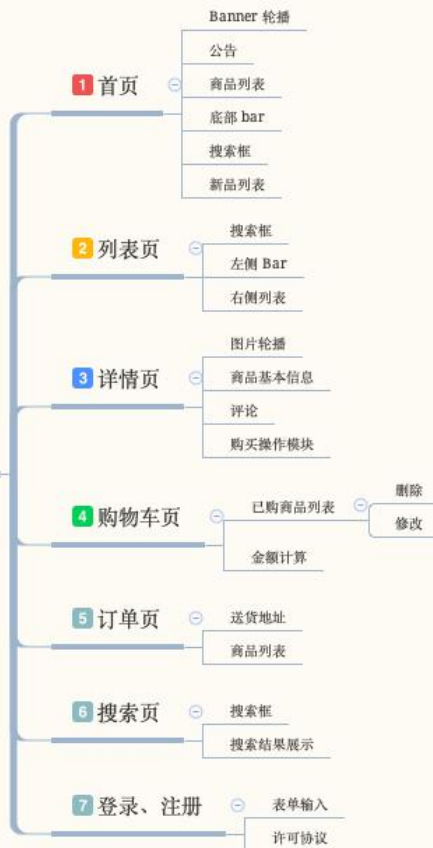 1 首页
Banner 轮播
公告
商品列表
底部 bar
搜索框
新品列表
2 列表页
搜索框
左侧 Bar
右侧列表
3 详情页
图片轮播
商品基本信息
评论
购买操作模块
4 购物车页
已购商品列表
删除
修改
金额计算
5 订单页
送货地址
商品列表
6 搜索页
搜索框
搜索结果展示
7 登录、注册
表单输入
许可协议